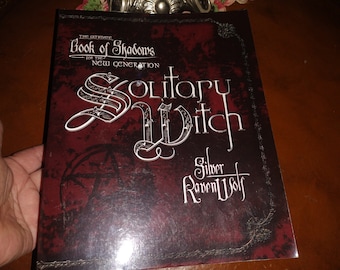 THE ULTIMATE
Book of Shadows
FOR THE
NEW GENERATION
Solitary
Witch
Silver
RavenWolf